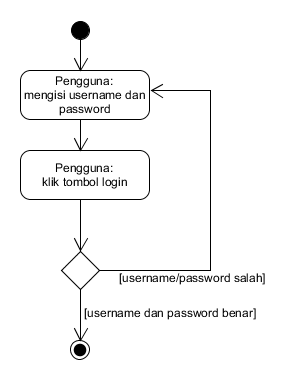 Pengguna:
mengisi username dan
password
Pengguna:
klik tombol login
[username/password salah]
[username dan password benar]